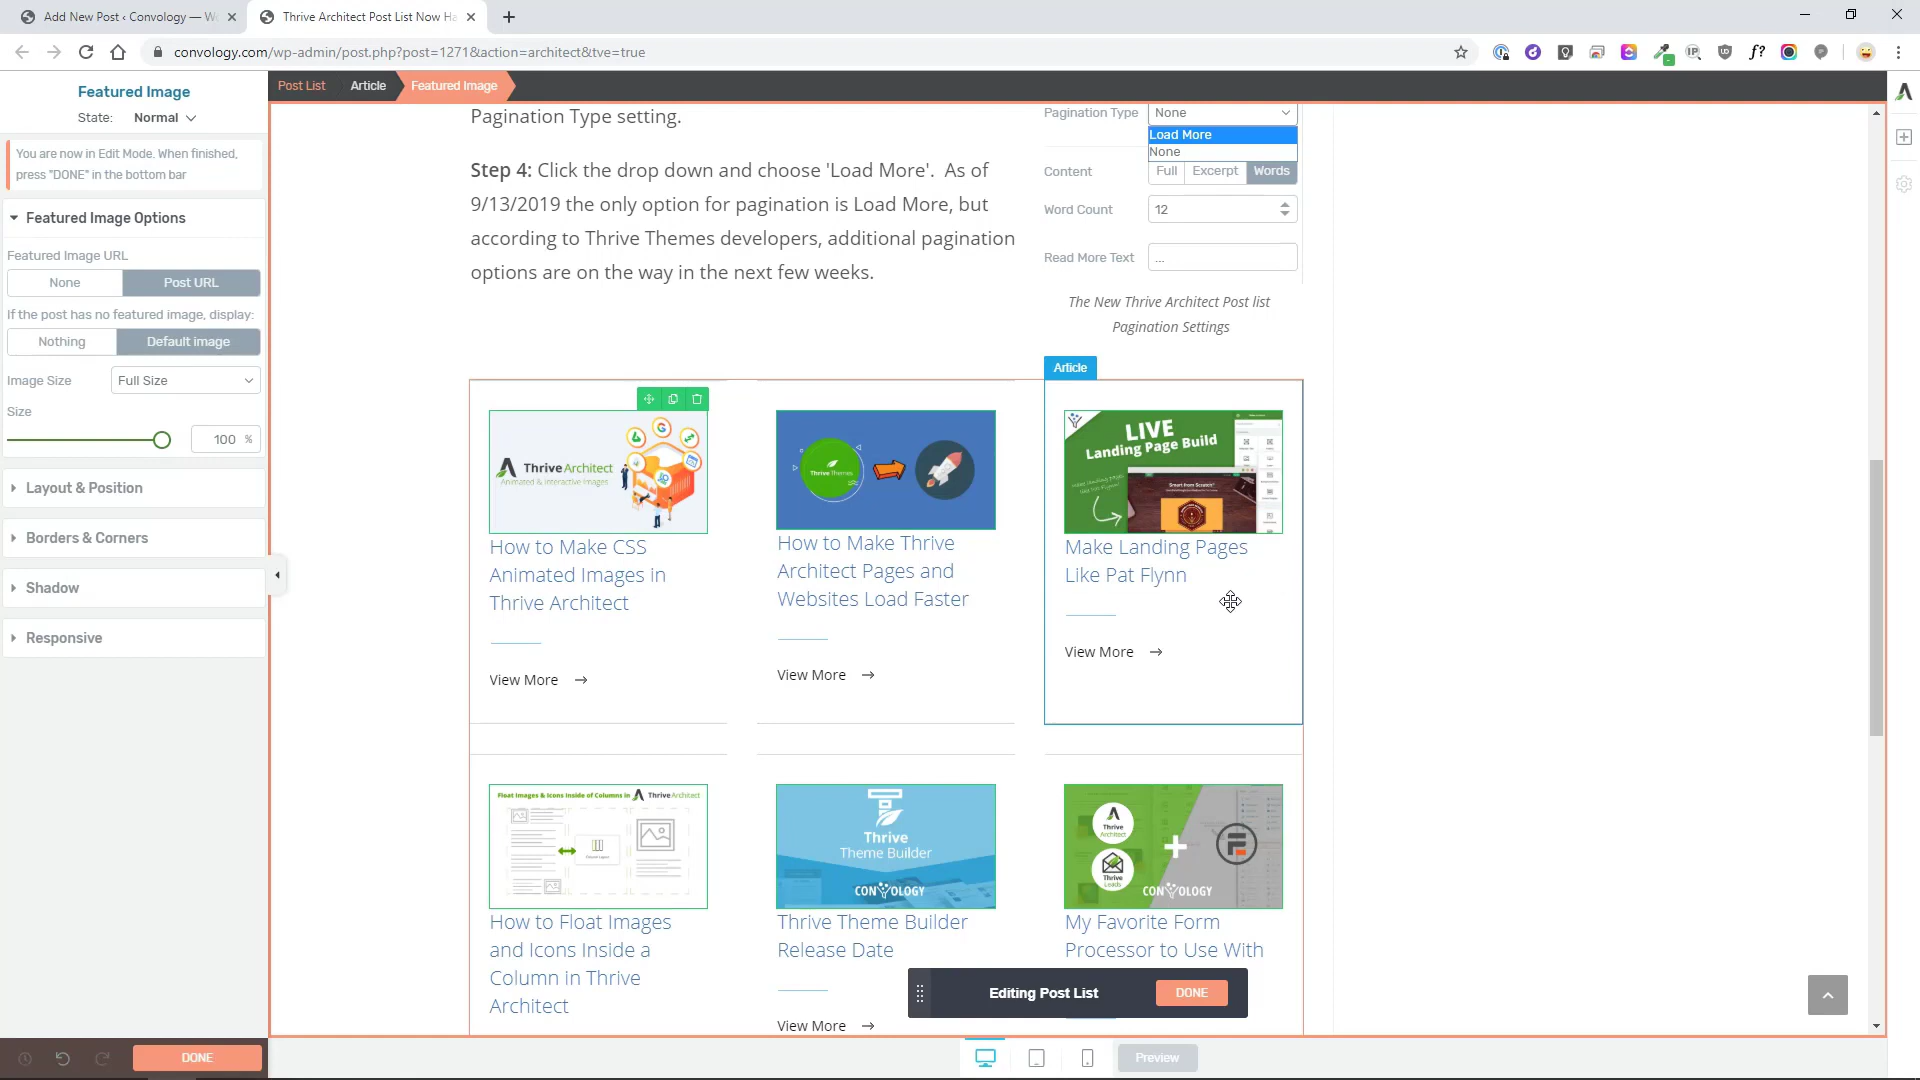 Add New Post ‹ Convology — W
Thrive Architect Post List Now Ha
convology.com/wp-admin/post.php?post=1271&action=architect&tve=true
Featured Image
State: Normal
You are now in Edit Mode. When finished,
press "DONE" in the bottom bar
Featured Image Options
Featured Image URL
None
Post URL
If the post has no featured image, display:
Nothing
Default image
Image Size
Full Size
Size
100 %
Layout & Position
Borders & Corners
Shadow
Responsive
DONE
Post List
Article
Featured Image
Pagination Type setting.
Step 4: Click the drop down and choose 'Load More'. As of
9/13/2019 the only option for pagination is Load More, but
according to Thrive Themes developers, additional pagination
options are on the way in the next few weeks.
Pagination Type
None
Load More
None
Content
Full
Excerpt
Words
Word Count
12
Read More Text
...
The New Thrive Architect Post list
Pagination Settings
Article
Thrive Architect
Animated & Interactive Images
How to Make CSS
Animated Images in
Thrive Architect
View More
Thrive Themes
How to Make Thrive
Architect Pages and
Websites Load Faster
View More
LIVE
Landing Page Build
Make Landing Pages
Like Pat Flynn
View More
Float Images & Icons Inside of Columns in Thrive Architect
How to Float Images
and Icons Inside a
Column in Thrive
Architect
Thrive
Theme Builder
CONVOLOGY
Thrive Theme Builder
Release Date
View More
Thrive
Architect
Thrive
Leads
CONVOLOGY
My Favorite Form
Processor to Use With
Editing Post List
DONE
Preview